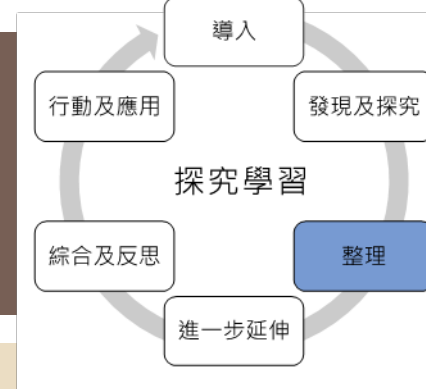 導入
行動及應用
發現及探究
探究學習
綜合及反思
整理
進一步延伸